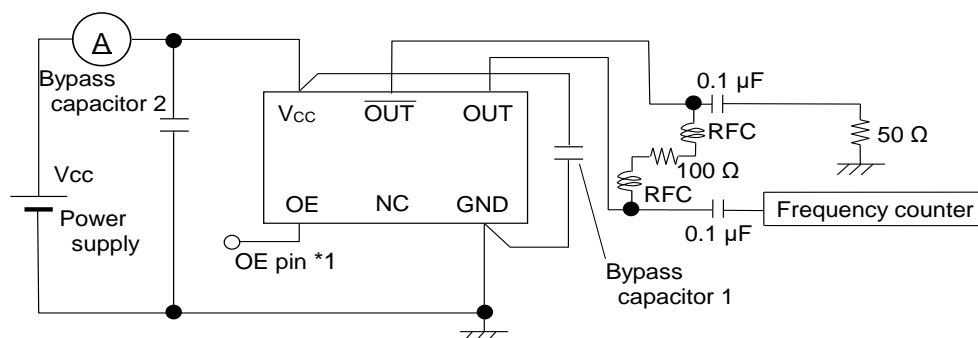 A
Bypass
capacitor 2
Vcc
Power
supply
VCC
OUT
OUT
OE
NC
GND
OE pin *1
0.1 µF
RFC
100 Ω
RFC
50 Ω
0.1 µF
Frequency counter
Bypass
capacitor 1